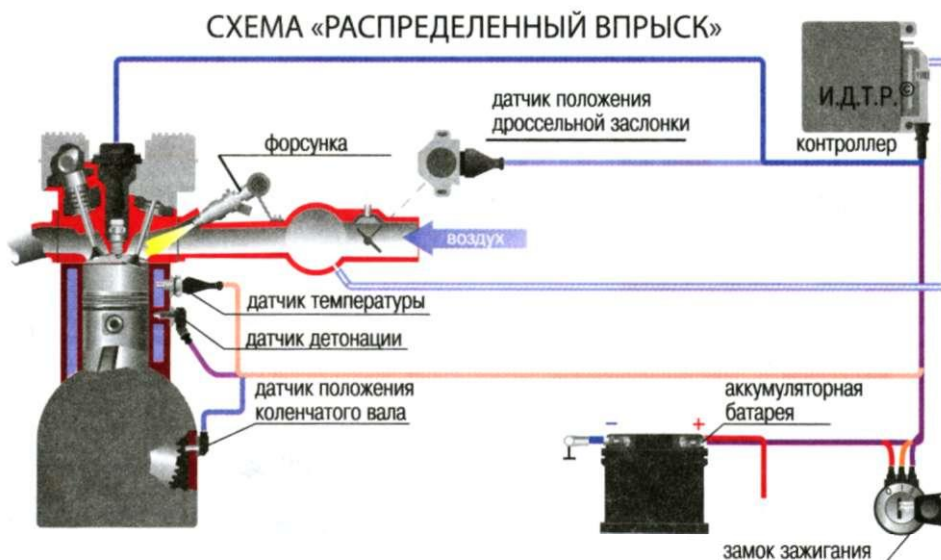 СХЕМА «РАСПРЕДЕЛЕННЫЙ ВПРЫСК»
И.Д.Т.Р.©
контроллер
датчик положения
дроссельной заслонки
форсунка
воздух
датчик температуры
датчик детонации
датчик положения
коленчатого вала
аккумуляторная
батарея
– +
замок зажигания